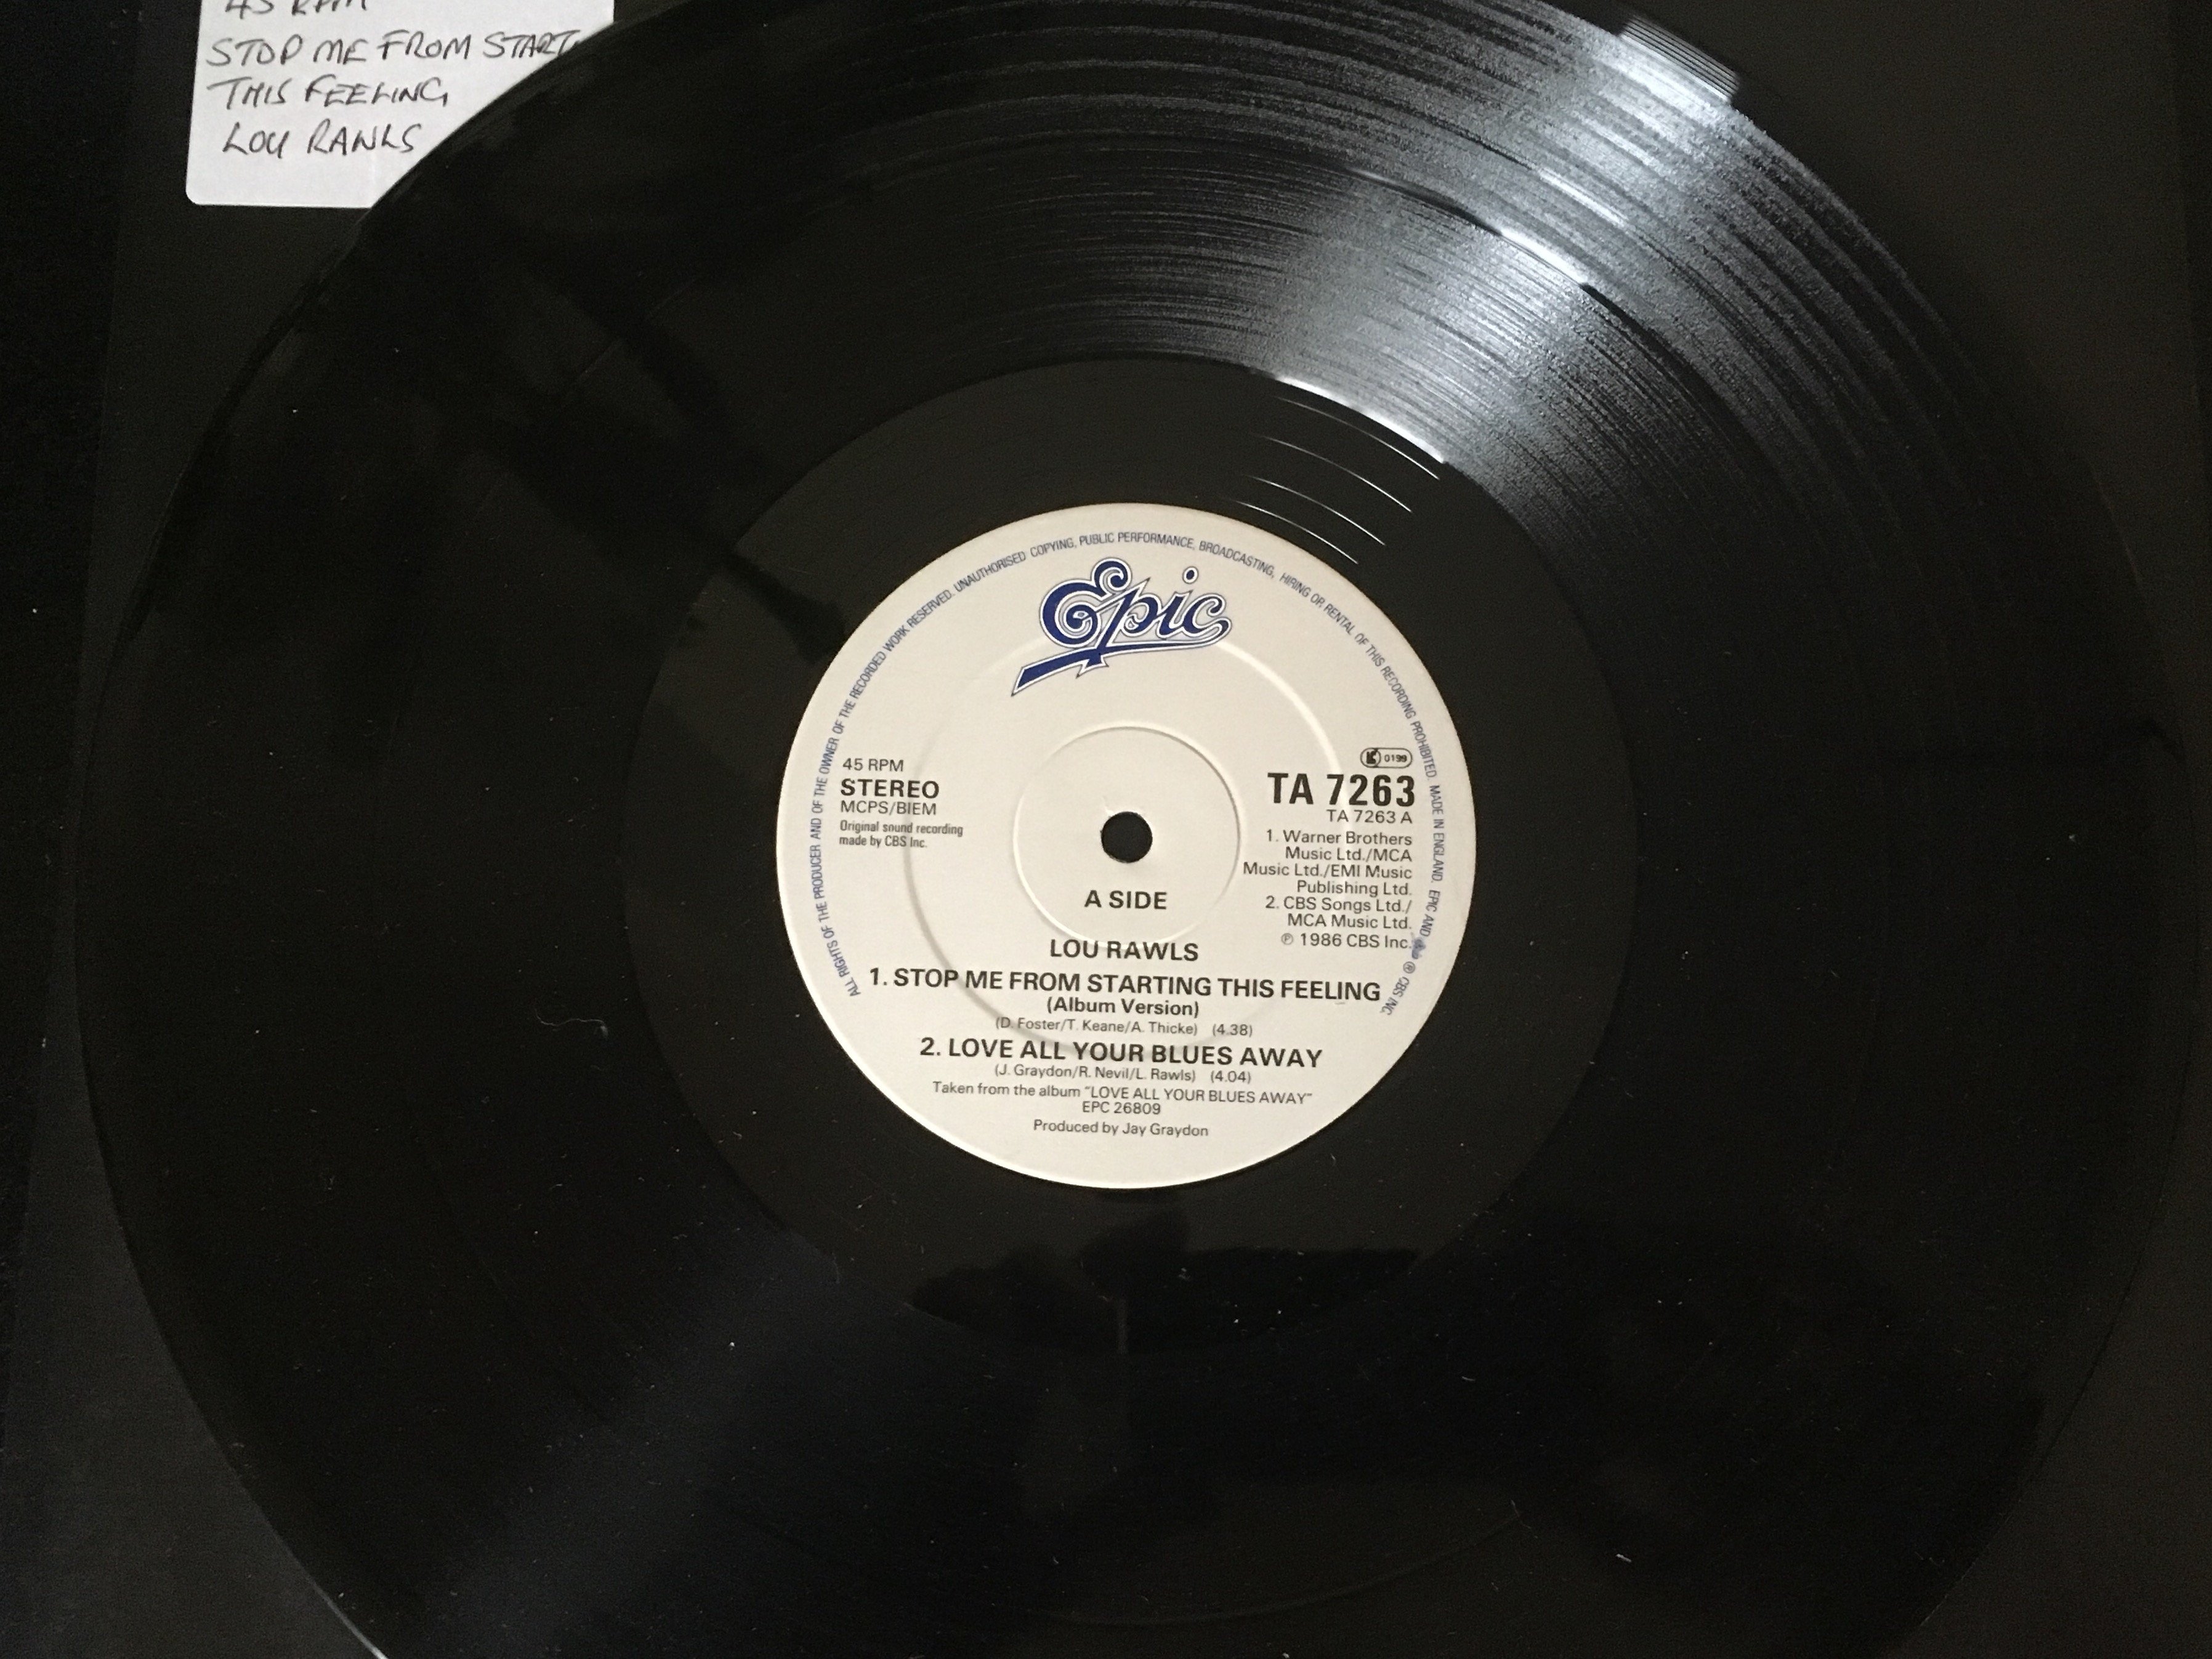 45 RPM
STOP ME FROM START
THIS FEELING
LOU RANLS
ALL RIGHTS OF THE PRODUCER AND OF THE OWNER OF THE RECORDED WORK RESERVED. UNAUTHORISED COPYING, PUBLIC PERFORMANCE, BROADCASTING, HIRING OR RENTAL OF THIS RECORDING PROHIBITED. MADE IN ENGLAND. EPIC AND ® CBS INC.
Epic
45 RPM
STEREO
MCPS/BIEM
Original sound recording
made by CBS Inc.
0199
TA 7263
TA 7263 A
1. Warner Brothers
Music Ltd./MCA
Music Ltd./EMI Music
Publishing Ltd.
2. CBS Songs Ltd./
MCA Music Ltd.
℗ 1986 CBS Inc.
A SIDE
LOU RAWLS
1. STOP ME FROM STARTING THIS FEELING
(Album Version)
(D. Foster/T. Keane/A. Thicke) (4.38)
2. LOVE ALL YOUR BLUES AWAY
(J. Graydon/R. Nevil/L. Rawls) (4.04)
Taken from the album "LOVE ALL YOUR BLUES AWAY"
EPC 26809
Produced by Jay Graydon